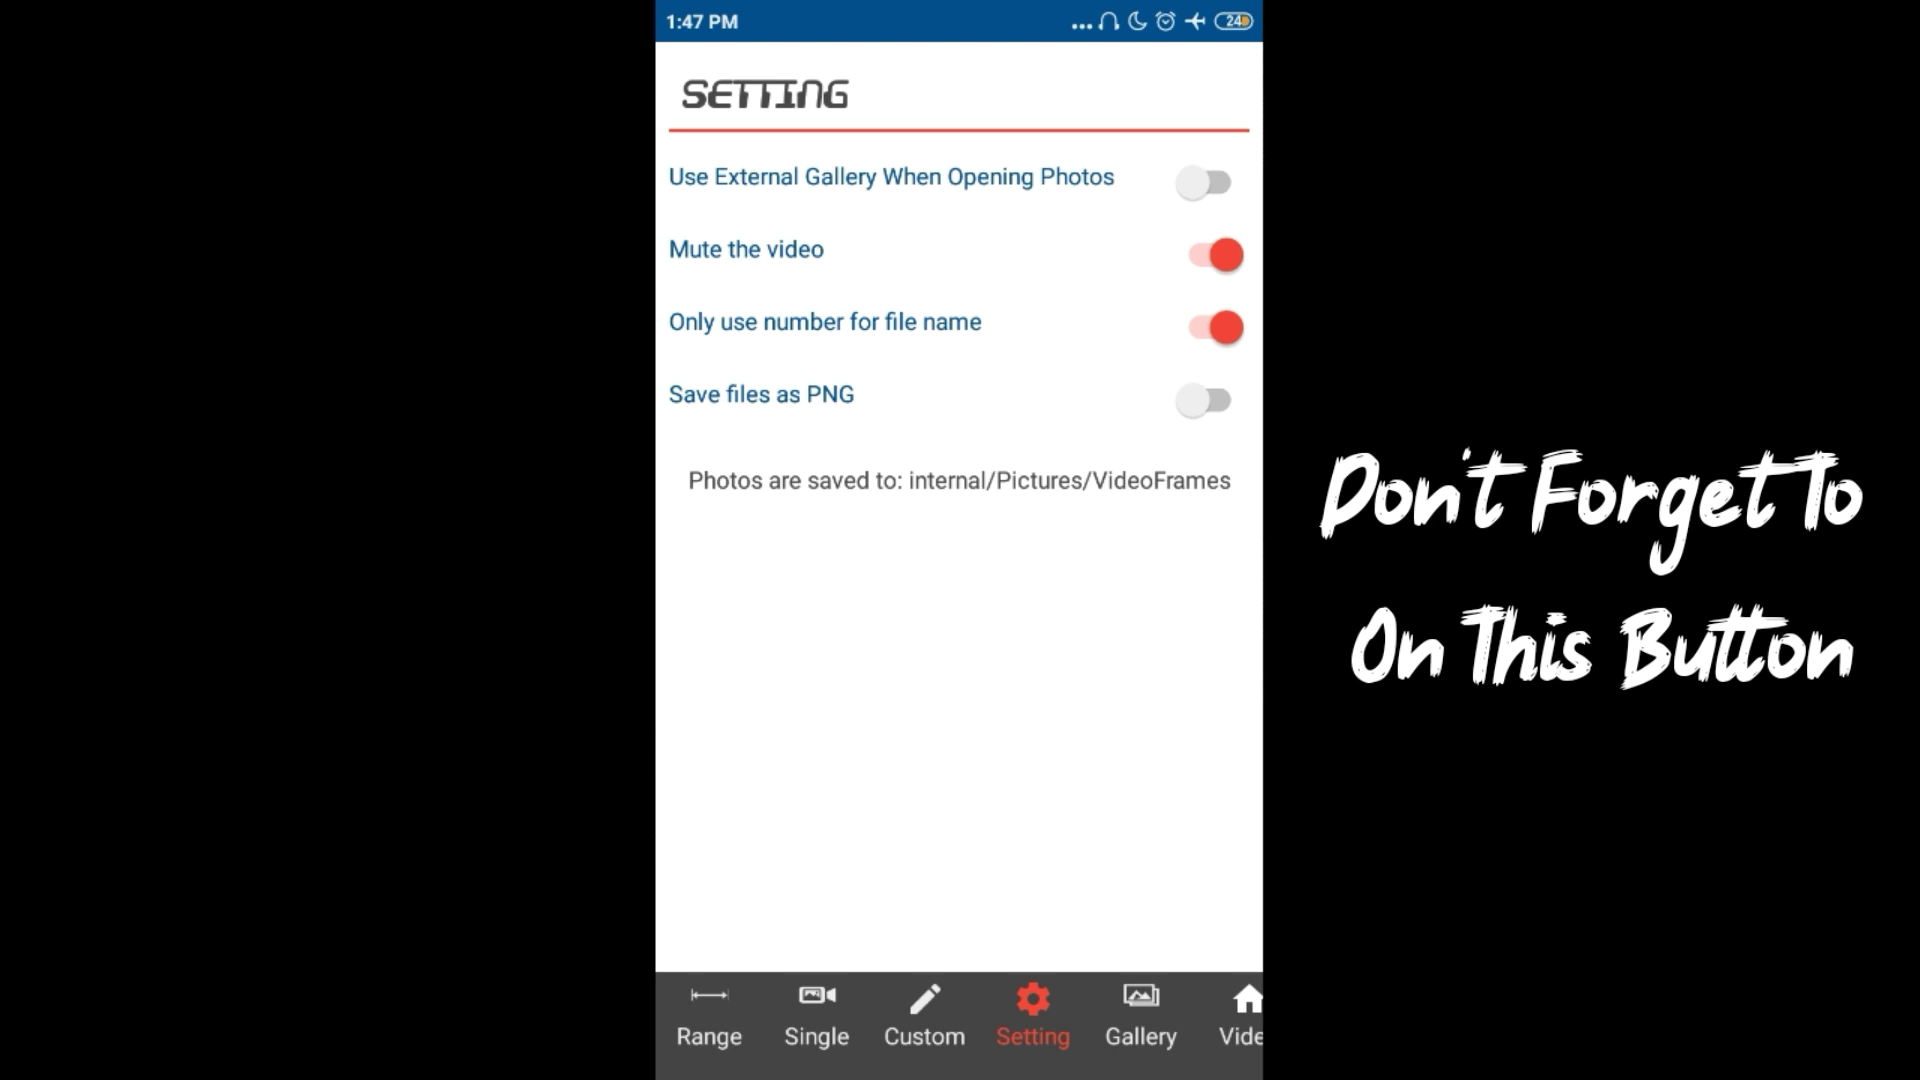 1:47 PM
24
SETTING
Use External Gallery When Opening Photos
Mute the video
Only use number for file name
Save files as PNG
Photos are saved to: internal/Pictures/VideoFrames
Don't Forget To
On This Button
Range
Single
Custom
Setting
Gallery
Vide